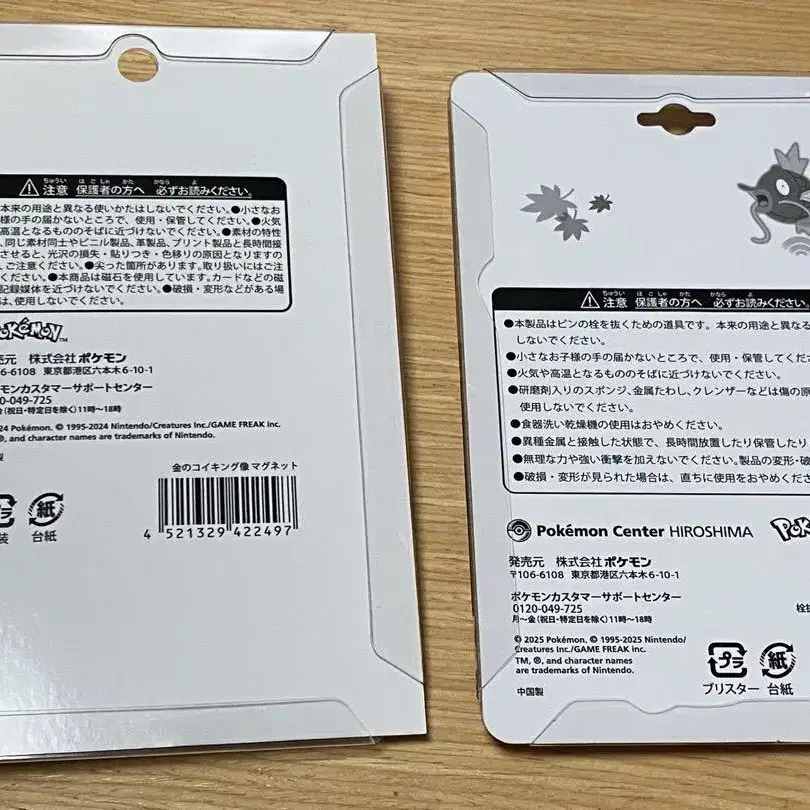 注意 保護者の方へ 必ずお読みください。
本来の用途と異なる使いかたはしないでください。●小さなお
様の手の届かないところで、使用・保管してください。●火気
高温となるもののそばに近づけないでください。●素材の特性
、同じ素材同士やビニル製品、革製品、プリント製品と長時間接
させると、光沢の損失・貼りつき・色移りの原因となりますの
、ご注意ください。●尖った箇所があります。取り扱いにはご注
ください。●本商品は磁石を使用しています。カードなどの磁
記録媒体を近づけないでください。●破損・変形などがある場
は、使用しないでください。
POKéMON™
売元 株式会社ポケモン
06-6108 東京都港区六本木6-10-1
モンカスタマーサポートセンター
20-049-725
金(祝日・特定日を除く)11時〜18時
24 Pokémon. © 1995-2024 Nintendo/Creatures Inc./GAME FREAK inc.
®, and character names are trademarks of Nintendo.
製
金のコイキング像 マグネット
4 521329 422497
プラ
紙
装 台紙
注意 保護者の方へ 必ずお読みください。
●本製品はビンの栓を抜くための道具です。本来の用途と異な
しないでください。
●小さなお子様の手の届かないところで、使用・保管してくだ
●火気や高温となるもののそばに近づけないでください。
●研磨剤入りのスポンジ、金属たわし、クレンザーなどは傷の原
使用しないでください。
●食器洗い乾燥機の使用はおやめください。
●異種金属と接触した状態で、長時間放置したり保管したり
●無理な力や強い衝撃を加えないでください。製品の変形・破
●破損・変形が見られた場合は、直ちに使用をおやめくださ
Pokémon Center HIROSHIMA
POKé
発売元 株式会社ポケモン
〒106-6108 東京都港区六本木6-10-1
ポケモンカスタマーサポートセンター
0120-049-725
月〜金(祝日・特定日を除く)11時〜18時
栓抜
© 2025 Pokémon. © 1995-2025 Nintendo/
Creatures Inc./GAME FREAK inc.
TM, ®, and character names
are trademarks of Nintendo.
中国製
プラ
紙
ブリスター 台紙